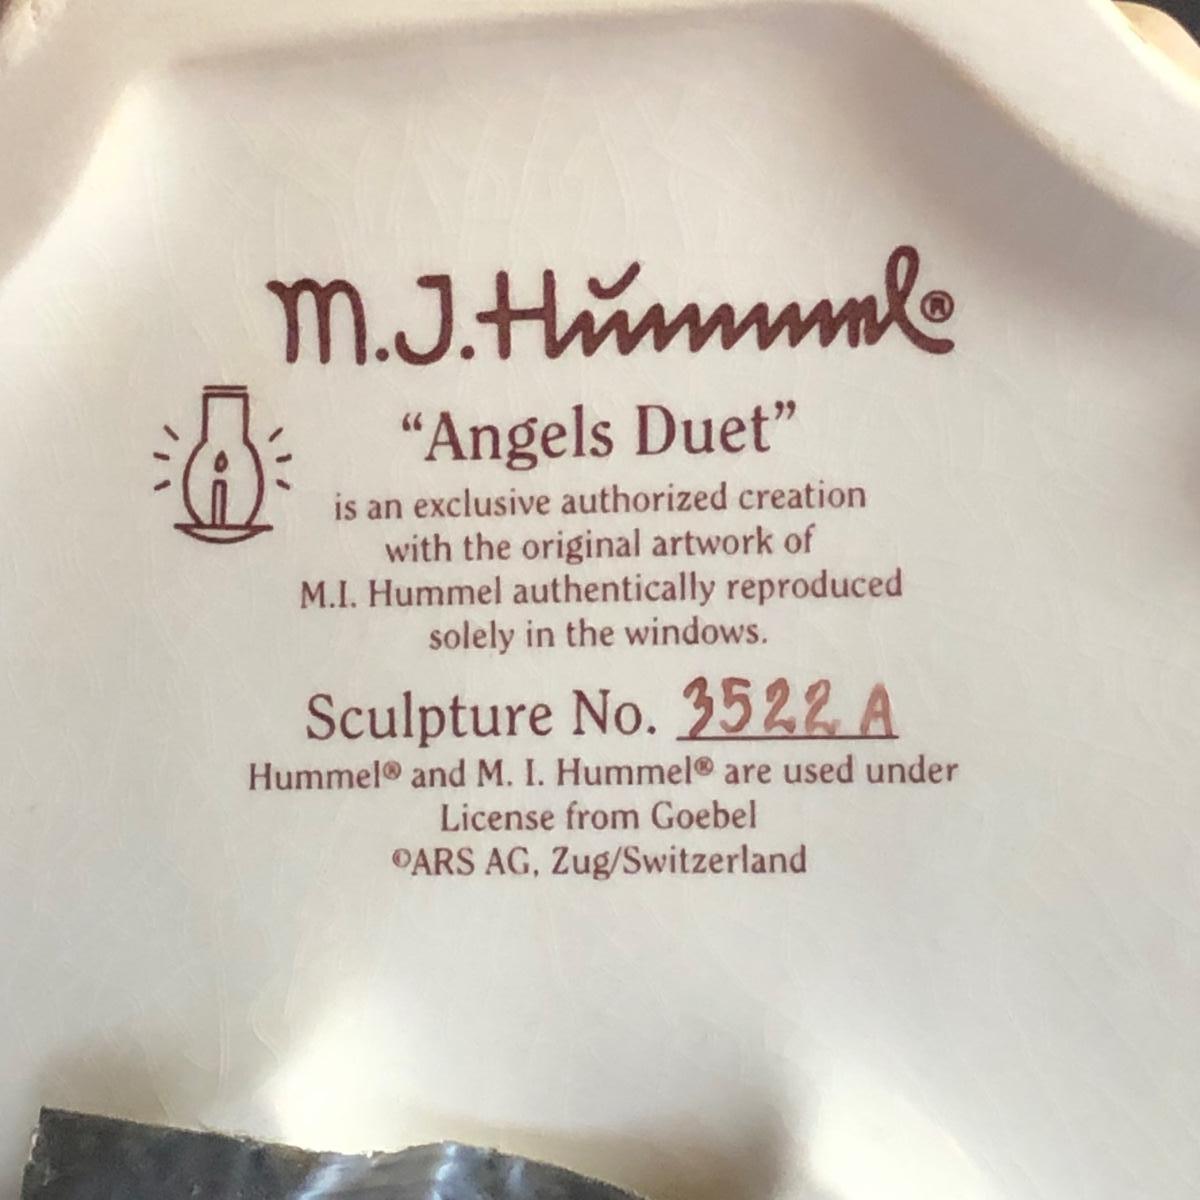 M.J. Hummel®
“Angels Duet”
is an exclusive authorized creation
with the original artwork of
M.I. Hummel authentically reproduced
solely in the windows.
Sculpture No. 3522 A
Hummel® and M. I. Hummel® are used under
License from Goebel
©ARS AG, Zug/Switzerland